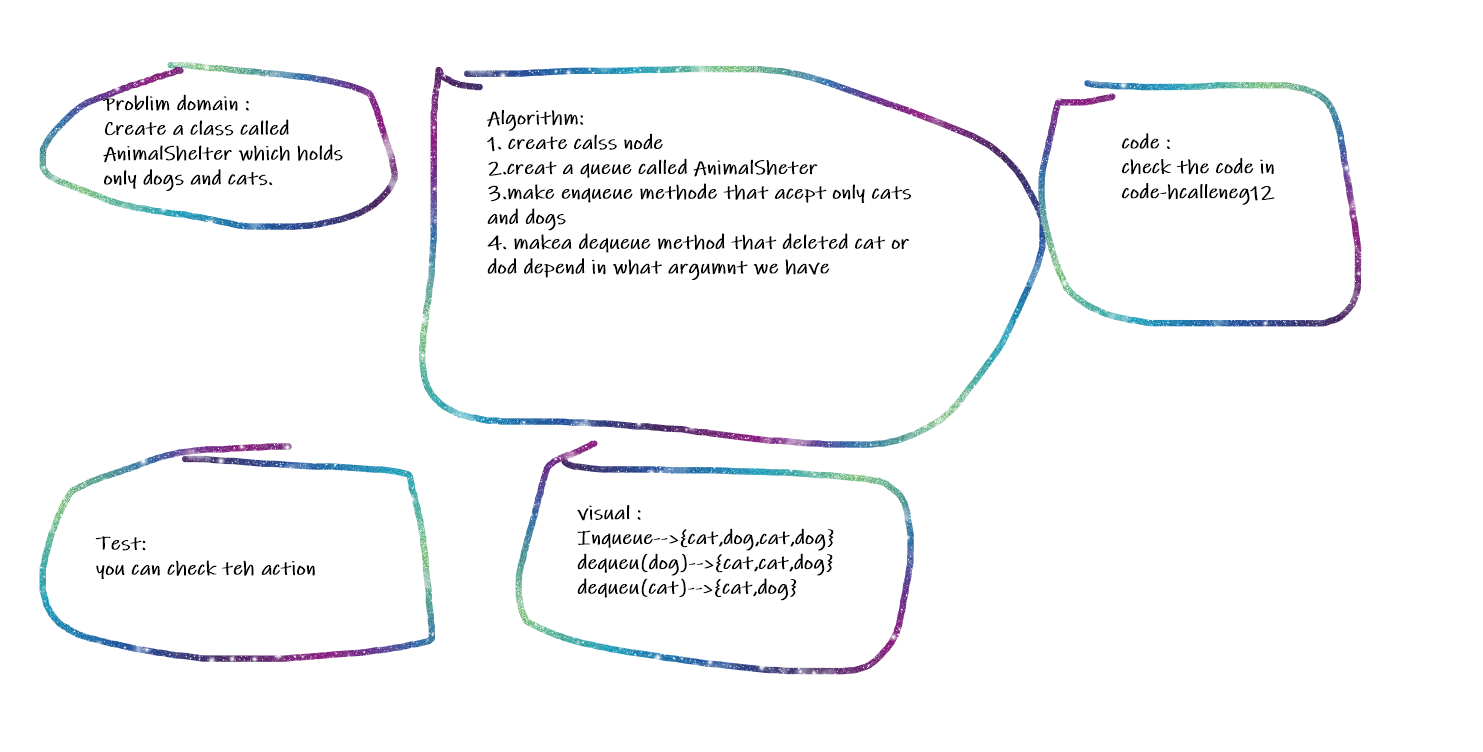 Problim domain :
Create a class called
AnimalShelter which holds
only dogs and cats.
Algorithm:
1. create calss node
2.creat a queue called AnimalSheter
3.make enqueue methode that acept only cats
and dogs
4. makea dequeue method that deleted cat or
dod depend in what argumnt we have
code :
check the code in
code-hcalleneg12
Test:
you can check teh action
visual :
Inqueue-->{cat,dog,cat,dog}
dequeu(dog)-->{cat,cat,dog}
dequeu(cat)-->{cat,dog}